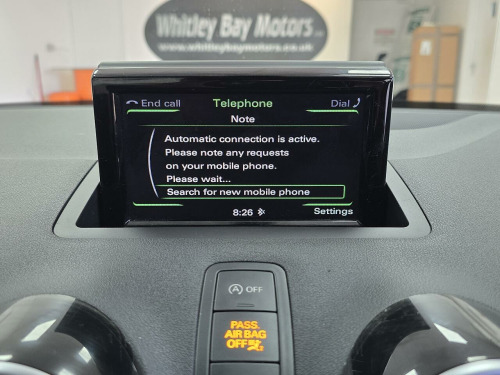 Whitley Bay Motors
www.whitleybaymotors.co.uk
End call Telephone Dial
Note
Automatic connection is active.
Please note any requests
on your mobile phone.
Please wait...
Search for new mobile phone
8:26 Settings
A OFF
PASS.
AIR BAG
OFF 2